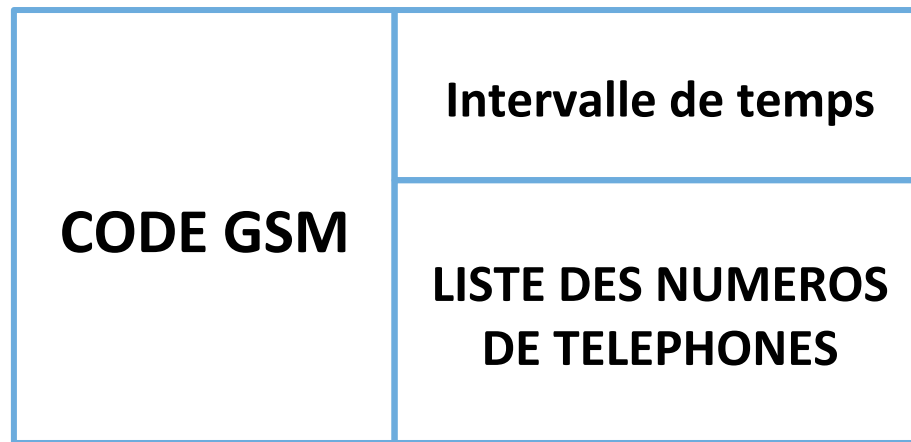 CODE GSM
Intervalle de temps
LISTE DES NUMEROS
DE TELEPHONES